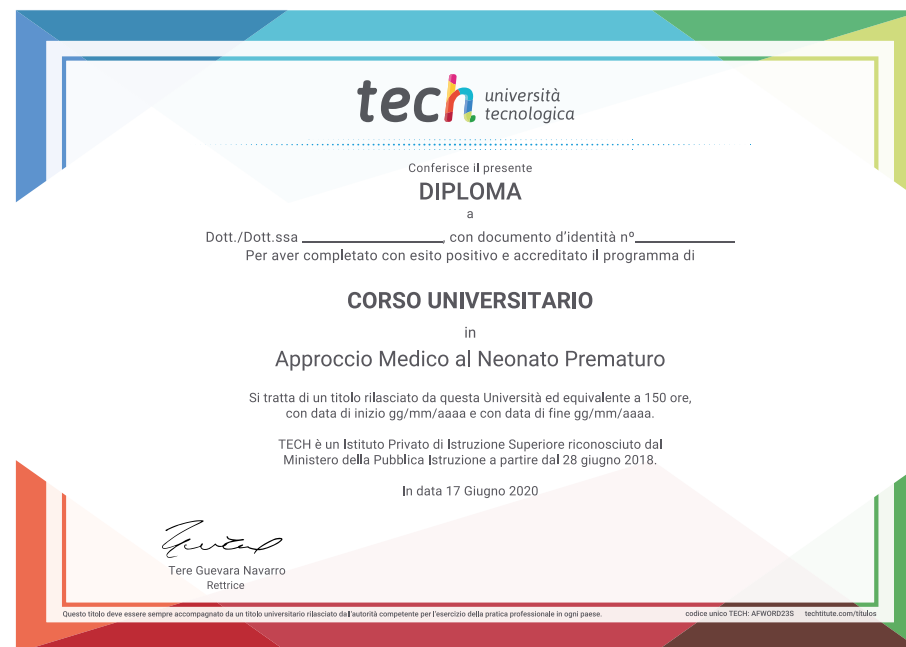 tech università
tecnologica
Conferisce il presente
DIPLOMA
a
Dott./Dott.ssa ____________________, con documento d'identità nº______________
Per aver completato con esito positivo e accreditato il programma di
CORSO UNIVERSITARIO
in
Approccio Medico al Neonato Prematuro
Si tratta di un titolo rilasciato da questa Università ed equivalente a 150 ore,
con data di inizio gg/mm/aaaa e con data di fine gg/mm/aaaa.
TECH è un Istituto Privato di Istruzione Superiore riconosciuto dal
Ministero della Pubblica Istruzione a partire dal 28 giugno 2018.
In data 17 Giugno 2020
Tere Guevara Navarro
Rettrice
Questo titolo deve essere sempre accompagnato da un titolo universitario rilasciato dall'autorità competente per l'esercizio della pratica professionale in ogni paese. codice unico TECH: AFWORD23S techtitute.com/titulos